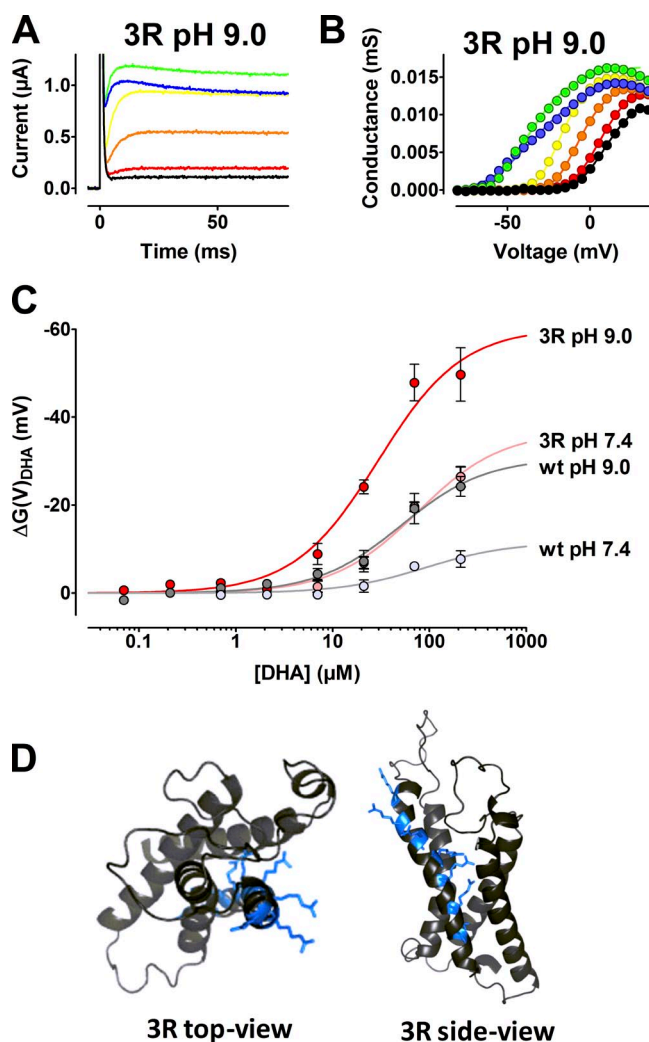 A
3R pH 9.0
Current (µA)
1.0
0.5
0.0
0
50
Time (ms)
B
3R pH 9.0
Conductance (mS)
0.015
0.010
0.005
0.000
-50
0
Voltage (mV)
C
ΔG(V)DHA (mV)
-60
-40
-20
0
3R pH 9.0
3R pH 7.4
wt pH 9.0
wt pH 7.4
0.1
1
10
100
1000
[DHA] (µM)
D
3R top-view
3R side-view